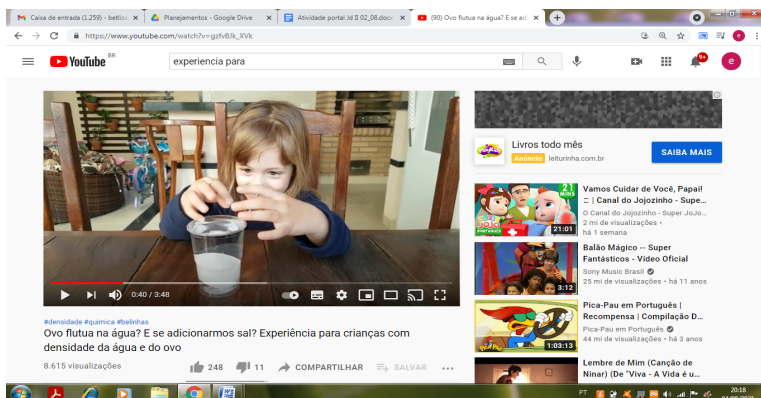 Caixa de entrada (1.259) - betlic
Planejamentos - Google Drive
Atividade portal Jd II 02_08.docx
(90) Ovo flutua na água? E se adi
https://www.youtube.com/watch?v=gzfvBJk_XVk
YouTube BR
experiencia para
9+
e
0:40 / 3:48
#densidade #quimica #belinhas
Ovo flutua na água? E se adicionarmos sal? Experiência para crianças com
densidade da água e do ovo
8.615 visualizações
248
11
COMPARTILHAR
SALVAR
Livros todo mês
Anúncio leiturinha.com.br
SAIBA MAIS
21
MINS
JOJO
PORTUGUÊS
21:01
Vamos Cuidar de Você, Papai!
| Canal do Jojozinho - Supe...
O Canal do Jojozinho - Super JoJo...
2 mi de visualizações •
há 1 semana
3:12
Balão Mágico -- Super
Fantásticos - Vídeo Oficial
Sony Music Brasil
25 mi de visualizações • há 11 anos
1:03:13
Pica-Pau em Português |
Recompensa | Compilação D...
Pica-Pau em Português
44 mi de visualizações • há 3 anos
Lembre de Mim (Canção de
Ninar) (De "Viva - A Vida é u...
PT
20:18